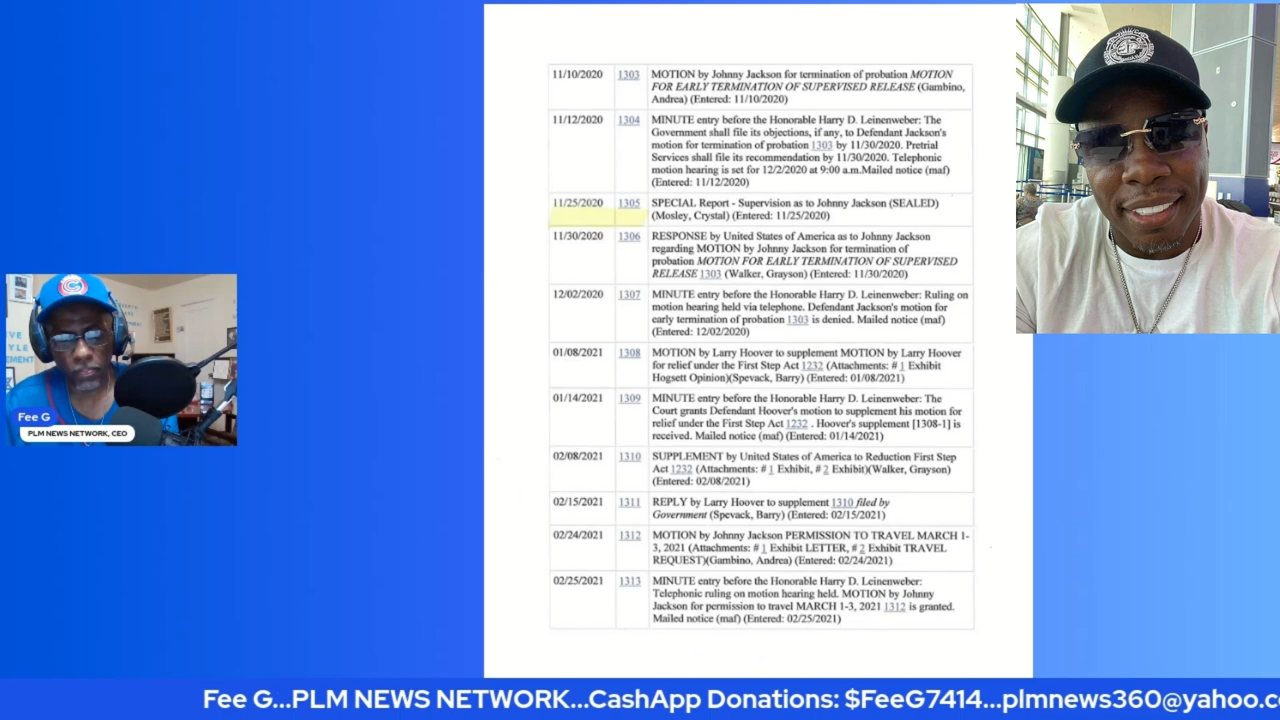 11/10/2020 1303 MOTION by Johnny Jackson for termination of probation MOTION
FOR EARLY TERMINATION OF SUPERVISED RELEASE (Gambino,
Andrea) (Entered: 11/10/2020)
11/12/2020 1304 MINUTE entry before the Honorable Harry D. Leinenweber: The
Government shall file its objections, if any, to Defendant Jackson's
motion for termination of probation 1303 by 11/30/2020. Pretrial
Services shall file its recommendation by 11/30/2020. Telephonic
motion hearing is set for 12/2/2020 at 9:00 a.m.Mailed notice (maf)
(Entered: 11/12/2020)
11/25/2020 1305 SPECIAL Report - Supervision as to Johnny Jackson (SEALED)
(Mosley, Crystal) (Entered: 11/25/2020)
11/30/2020 1306 RESPONSE by United States of America as to Johnny Jackson
regarding MOTION by Johnny Jackson for termination of
probation MOTION FOR EARLY TERMINATION OF SUPERVISED
RELEASE 1303 (Walker, Grayson) (Entered: 11/30/2020)
12/02/2020 1307 MINUTE entry before the Honorable Harry D. Leinenweber: Ruling on
motion hearing held via telephone. Defendant Jackson's motion for
early termination of probation 1303 is denied. Mailed notice (maf)
(Entered: 12/02/2020)
01/08/2021 1308 MOTION by Larry Hoover to supplement MOTION by Larry Hoover
for relief under the First Step Act 1232 (Attachments: # 1 Exhibit
Hogsett Opinion)(Spevack, Barry) (Entered: 01/08/2021)
01/14/2021 1309 MINUTE entry before the Honorable Harry D. Leinenweber: The
Court grants Defendant Hoover's motion to supplement his motion for
relief under the First Step Act 1232 . Hoover's supplement [1308-1] is
received. Mailed notice (maf) (Entered: 01/14/2021)
02/08/2021 1310 SUPPLEMENT by United States of America to Reduction First Step
Act 1232 (Attachments: # 1 Exhibit, # 2 Exhibit)(Walker, Grayson)
(Entered: 02/08/2021)
02/15/2021 1311 REPLY by Larry Hoover to supplement 1310 filed by
Government (Spevack, Barry) (Entered: 02/15/2021)
02/24/2021 1312 MOTION by Johnny Jackson PERMISSION TO TRAVEL MARCH 1-
3, 2021 (Attachments: # 1 Exhibit LETTER, # 2 Exhibit TRAVEL
REQUEST)(Gambino, Andrea) (Entered: 02/24/2021)
02/25/2021 1313 MINUTE entry before the Honorable Harry D. Leinenweber:
Telephonic ruling on motion hearing held. MOTION by Johnny
Jackson for permission to travel MARCH 1-3, 2021 1312 is granted.
Mailed notice (maf) (Entered: 02/25/2021)
Fee G
PLM NEWS NETWORK, CEO
Fee G...PLM NEWS NETWORK...CashApp Donations: $FeeG7414...plmnews360@yahoo.c